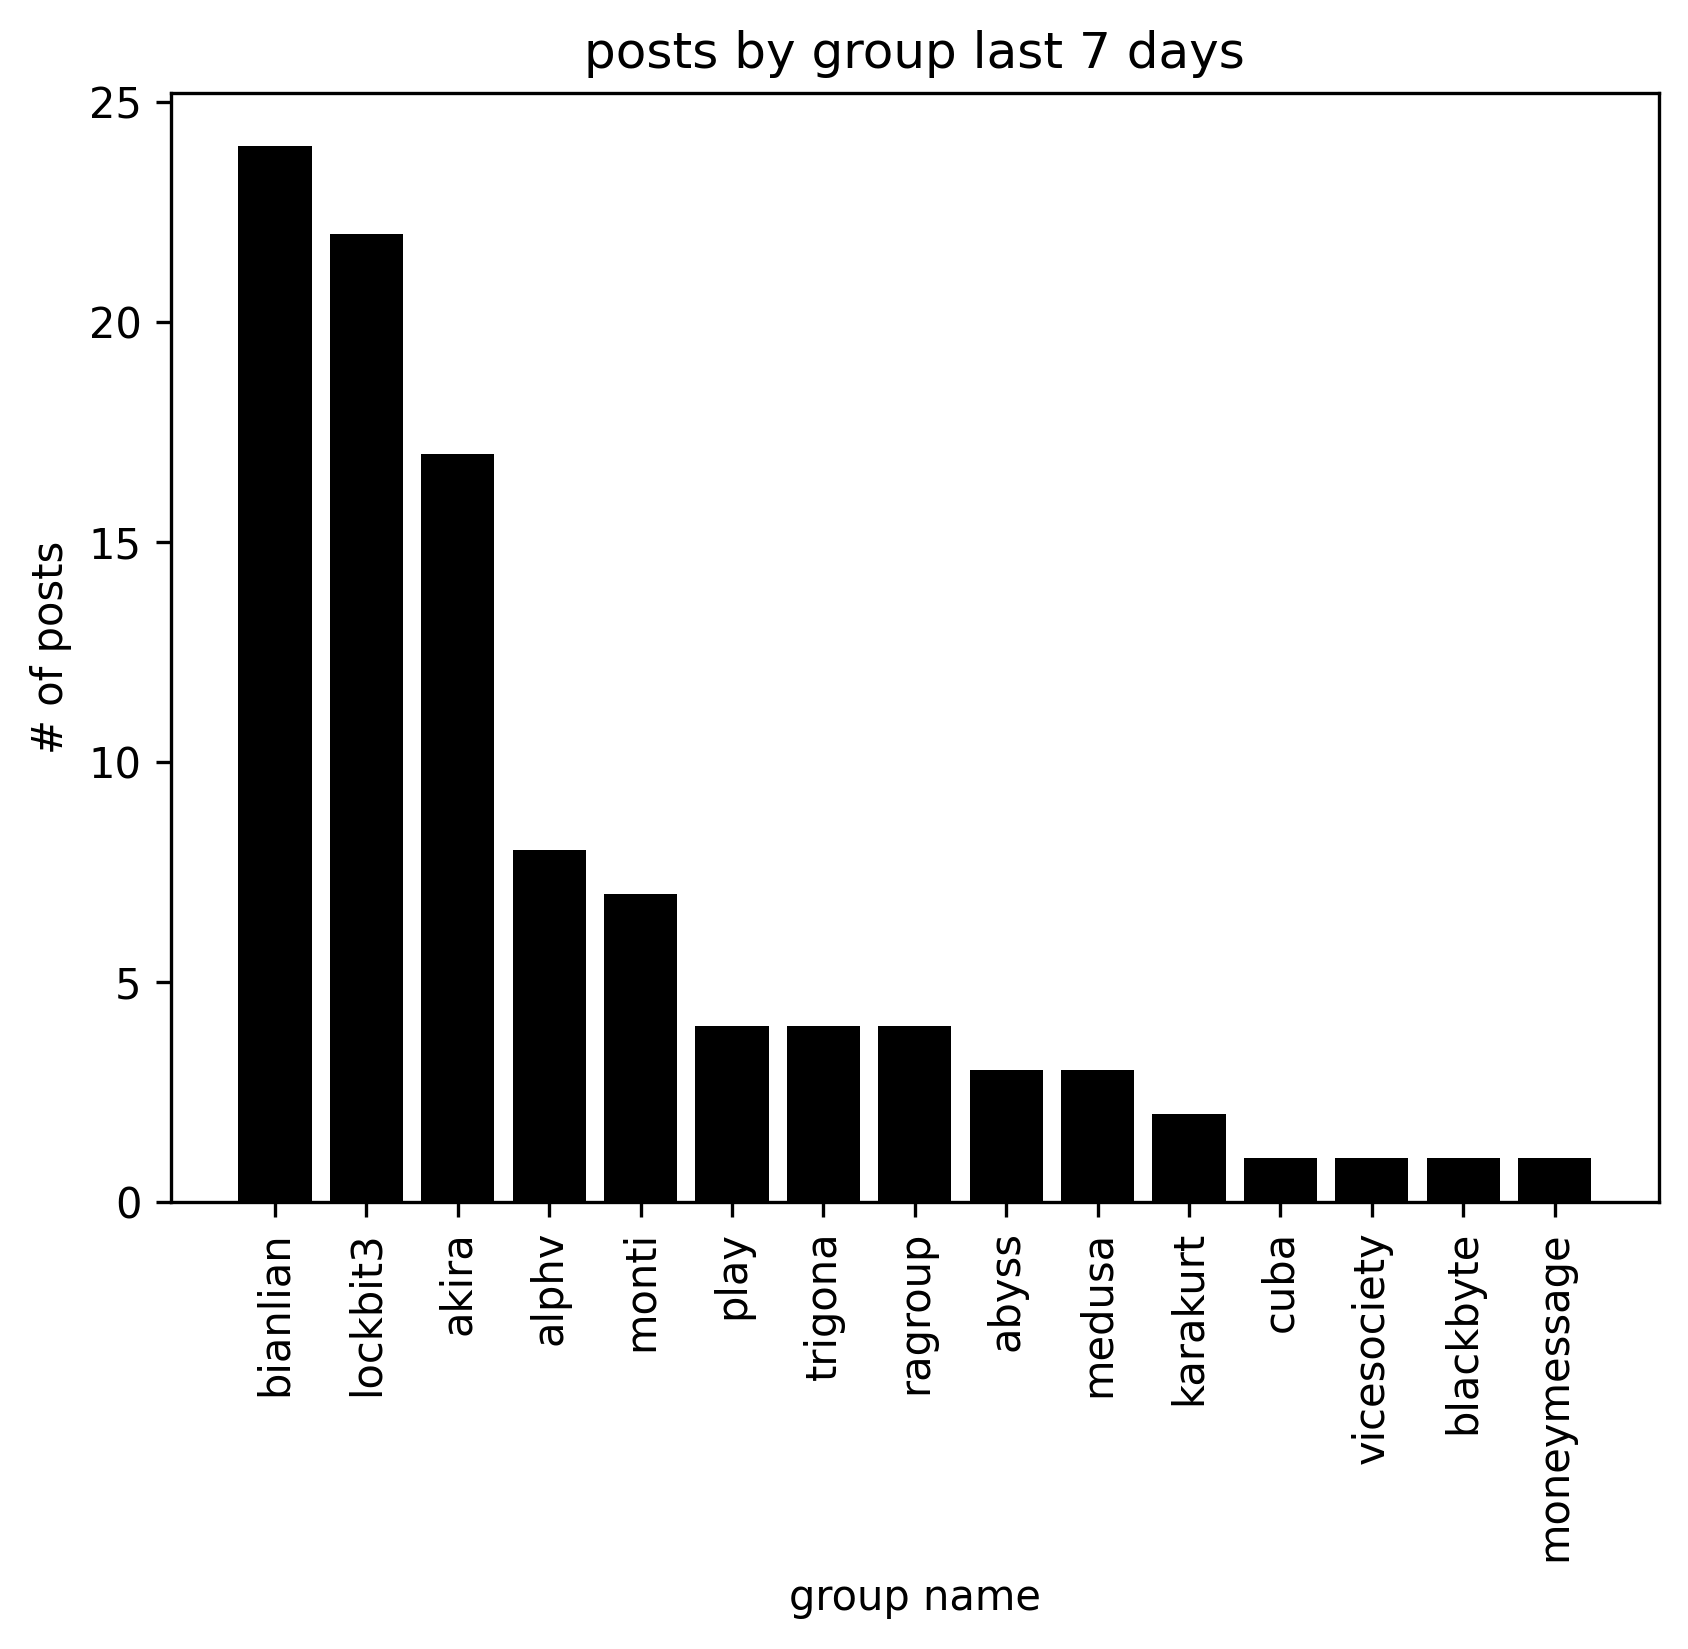 posts by group last 7 days
25
20
15
10
5
0
# of posts
bianlian
lockbit3
akira
alphv
monti
play
trigona
ragroup
abyss
medusa
karakurt
cuba
vicesociety
blackbyte
moneymessage
group name